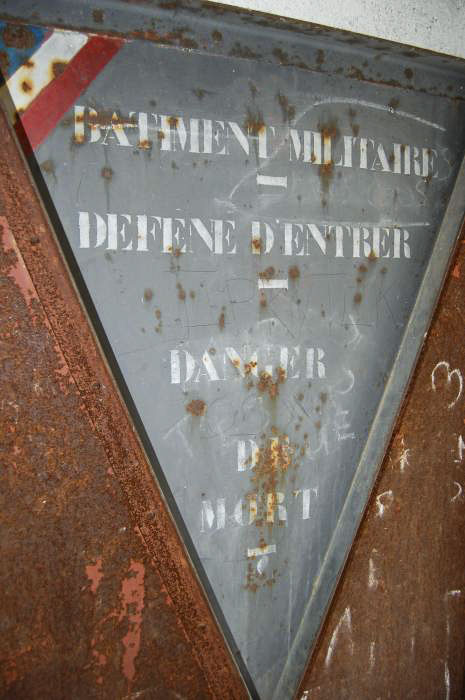 BATIMENT MILITAIRE
DEFENE D'ENTRER
DANGER
DE
MORT